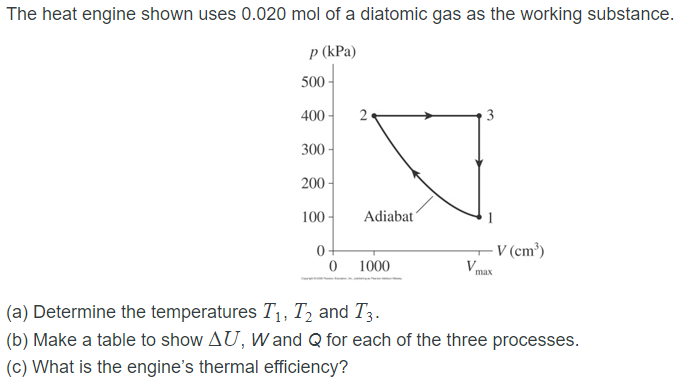 The heat engine shown uses 0.020 mol of a diatomic gas as the working substance.
p (kPa)
500
400
2
3
300
200
100
Adiabat
1
0
V (cm³)
0
1000
Vmax
(a) Determine the temperatures T₁, T₂ and T₃.
(b) Make a table to show ΔU, W and Q for each of the three processes.
(c) What is the engine's thermal efficiency?